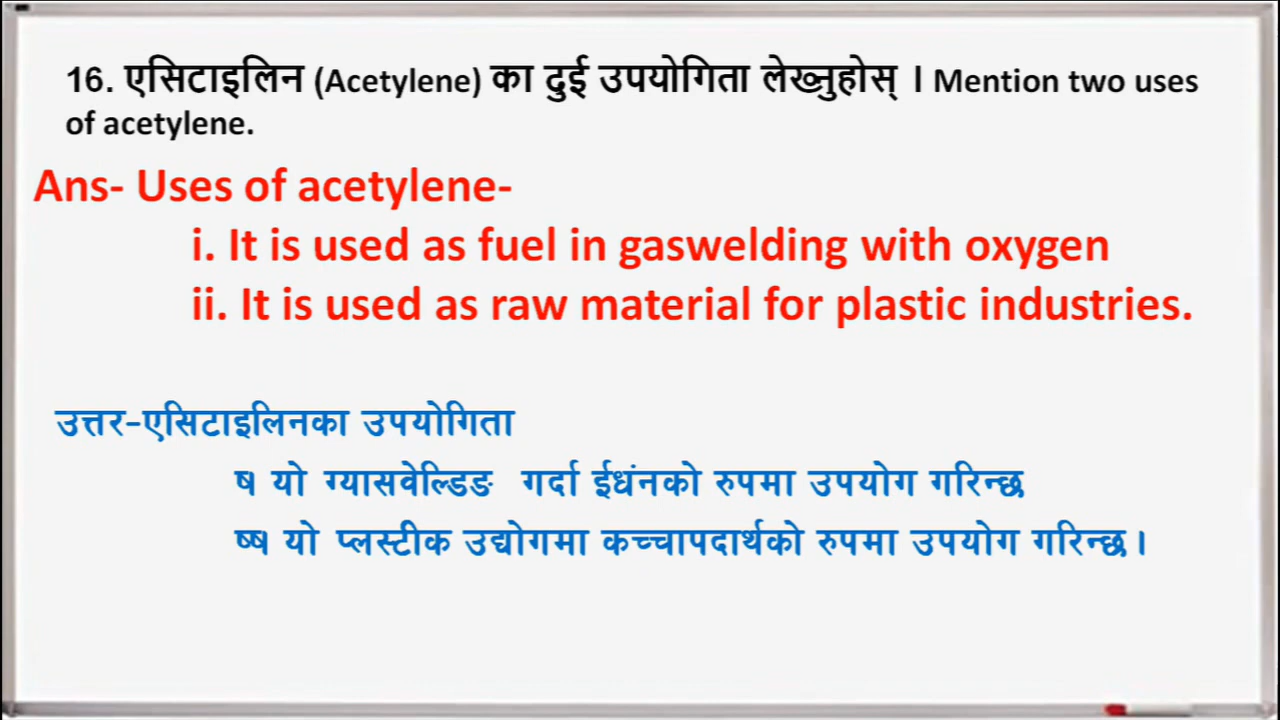 16. एसिटाइलिन (Acetylene) का दुई उपयोगिता लेख्नुहोस् । Mention two uses
of acetylene.
Ans- Uses of acetylene-
i. It is used as fuel in gaswelding with oxygen
ii. It is used as raw material for plastic industries.
उत्तर-एसिटाइलिनका उपयोगिता
ष यो ग्यासवेल्डिङ गर्दा ईधंनको रुपमा उपयोग गरिन्छ
ष्ष यो प्लस्टीक उद्योगमा कच्चापदार्थको रुपमा उपयोग गरिन्छ।